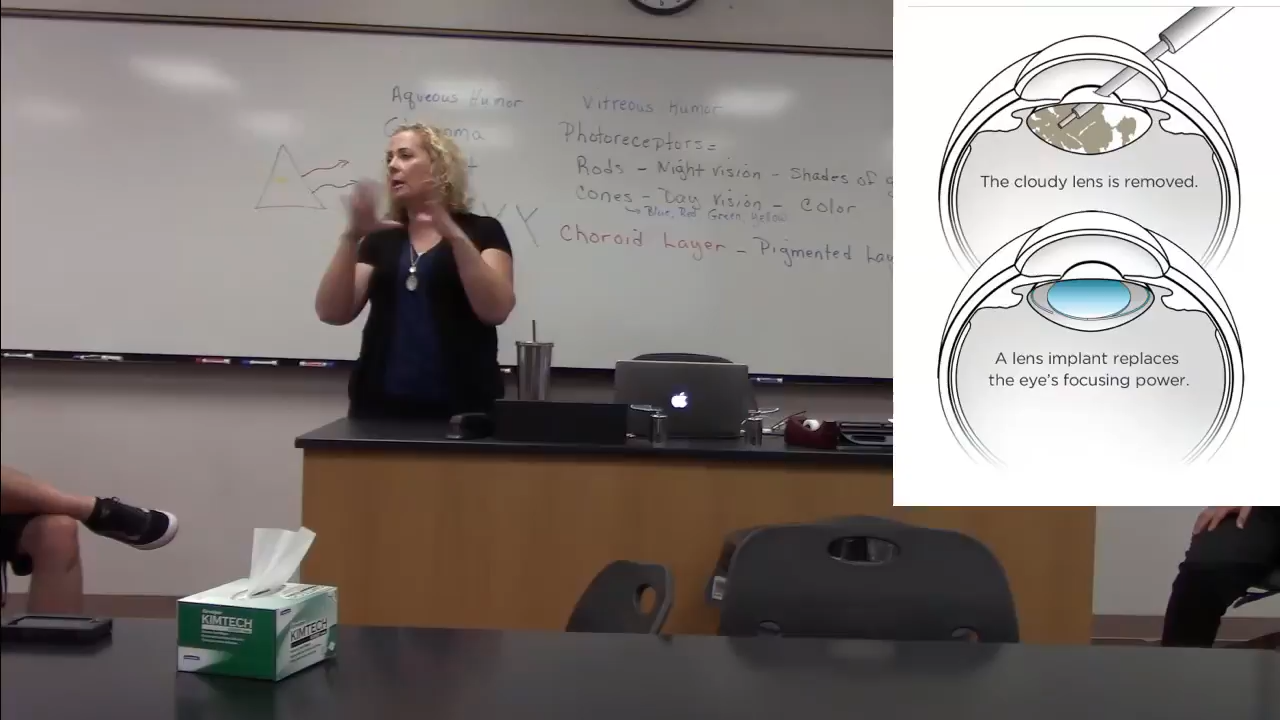 Aqueous Humor
Vitreous Humor
Photoreceptors=
Rods - Night vision - Shades of
Cones - Day vision - Color
Blue, Red, Green, Yellow
Choroid Layer - Pigmented Lay
The cloudy lens is removed.
A lens implant replaces
the eye's focusing power.
KIMTECH
KIMTECH